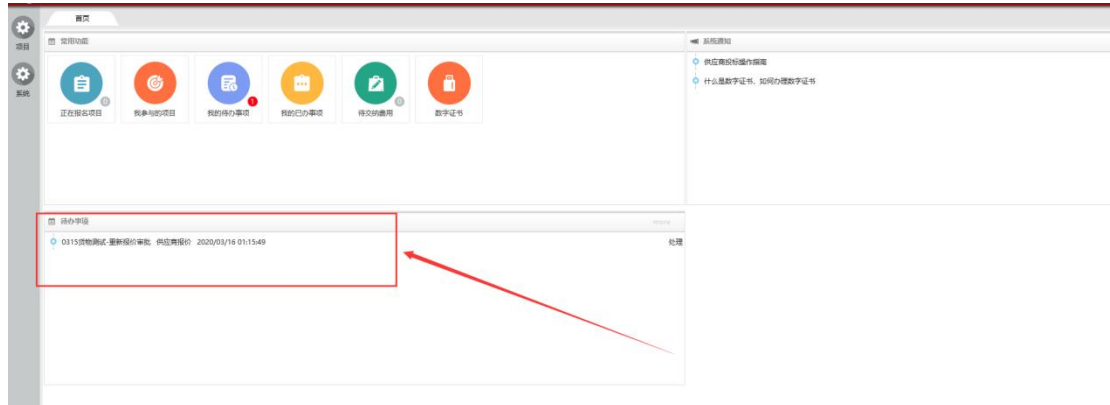 首页
项目
系统
常用功能
正在报名项目 0
我参与的项目
我的待办事项 1
我的已办事项
待交纳费用 0
数字证书
系统通知
供应商投标操作指南
什么是数字证书、如何办理数字证书
待办事项
0315货物测试-重新报价审批 供应商报价 2020/03/16 01:15:49 处理